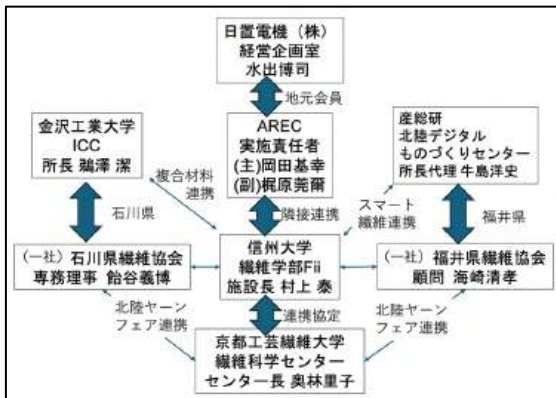 日置電機（株）
経営企画室
水出博司
地元会員
金沢工業大学
ICC
所長 鵜澤 潔
AREC
実施責任者
(主)岡田基幸
(副)梶原莞爾
産総研
北陸デジタル
ものづくりセンター
所長代理 牛島洋史
複合材料
連携
スマート
繊維連携
石川県
隣接連携
福井県
(一社) 石川県繊維協会
専務理事 飴谷義博
信州大学
繊維学部Fii
施設長 村上 泰
(一社) 福井県繊維協会
顧問 海崎清孝
北陸ヤーン
フェア連携
連携協定
北陸ヤーン
フェア連携
京都工芸繊維大学
繊維科学センター
センター長 奥林里子